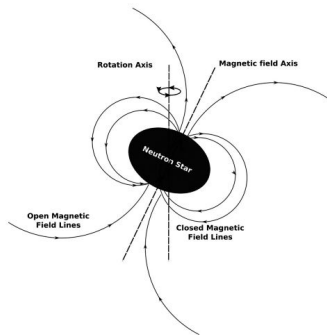 Rotation Axis
Magnetic field Axis
Neutron Star
Open Magnetic
Field Lines
Closed Magnetic
Field Lines